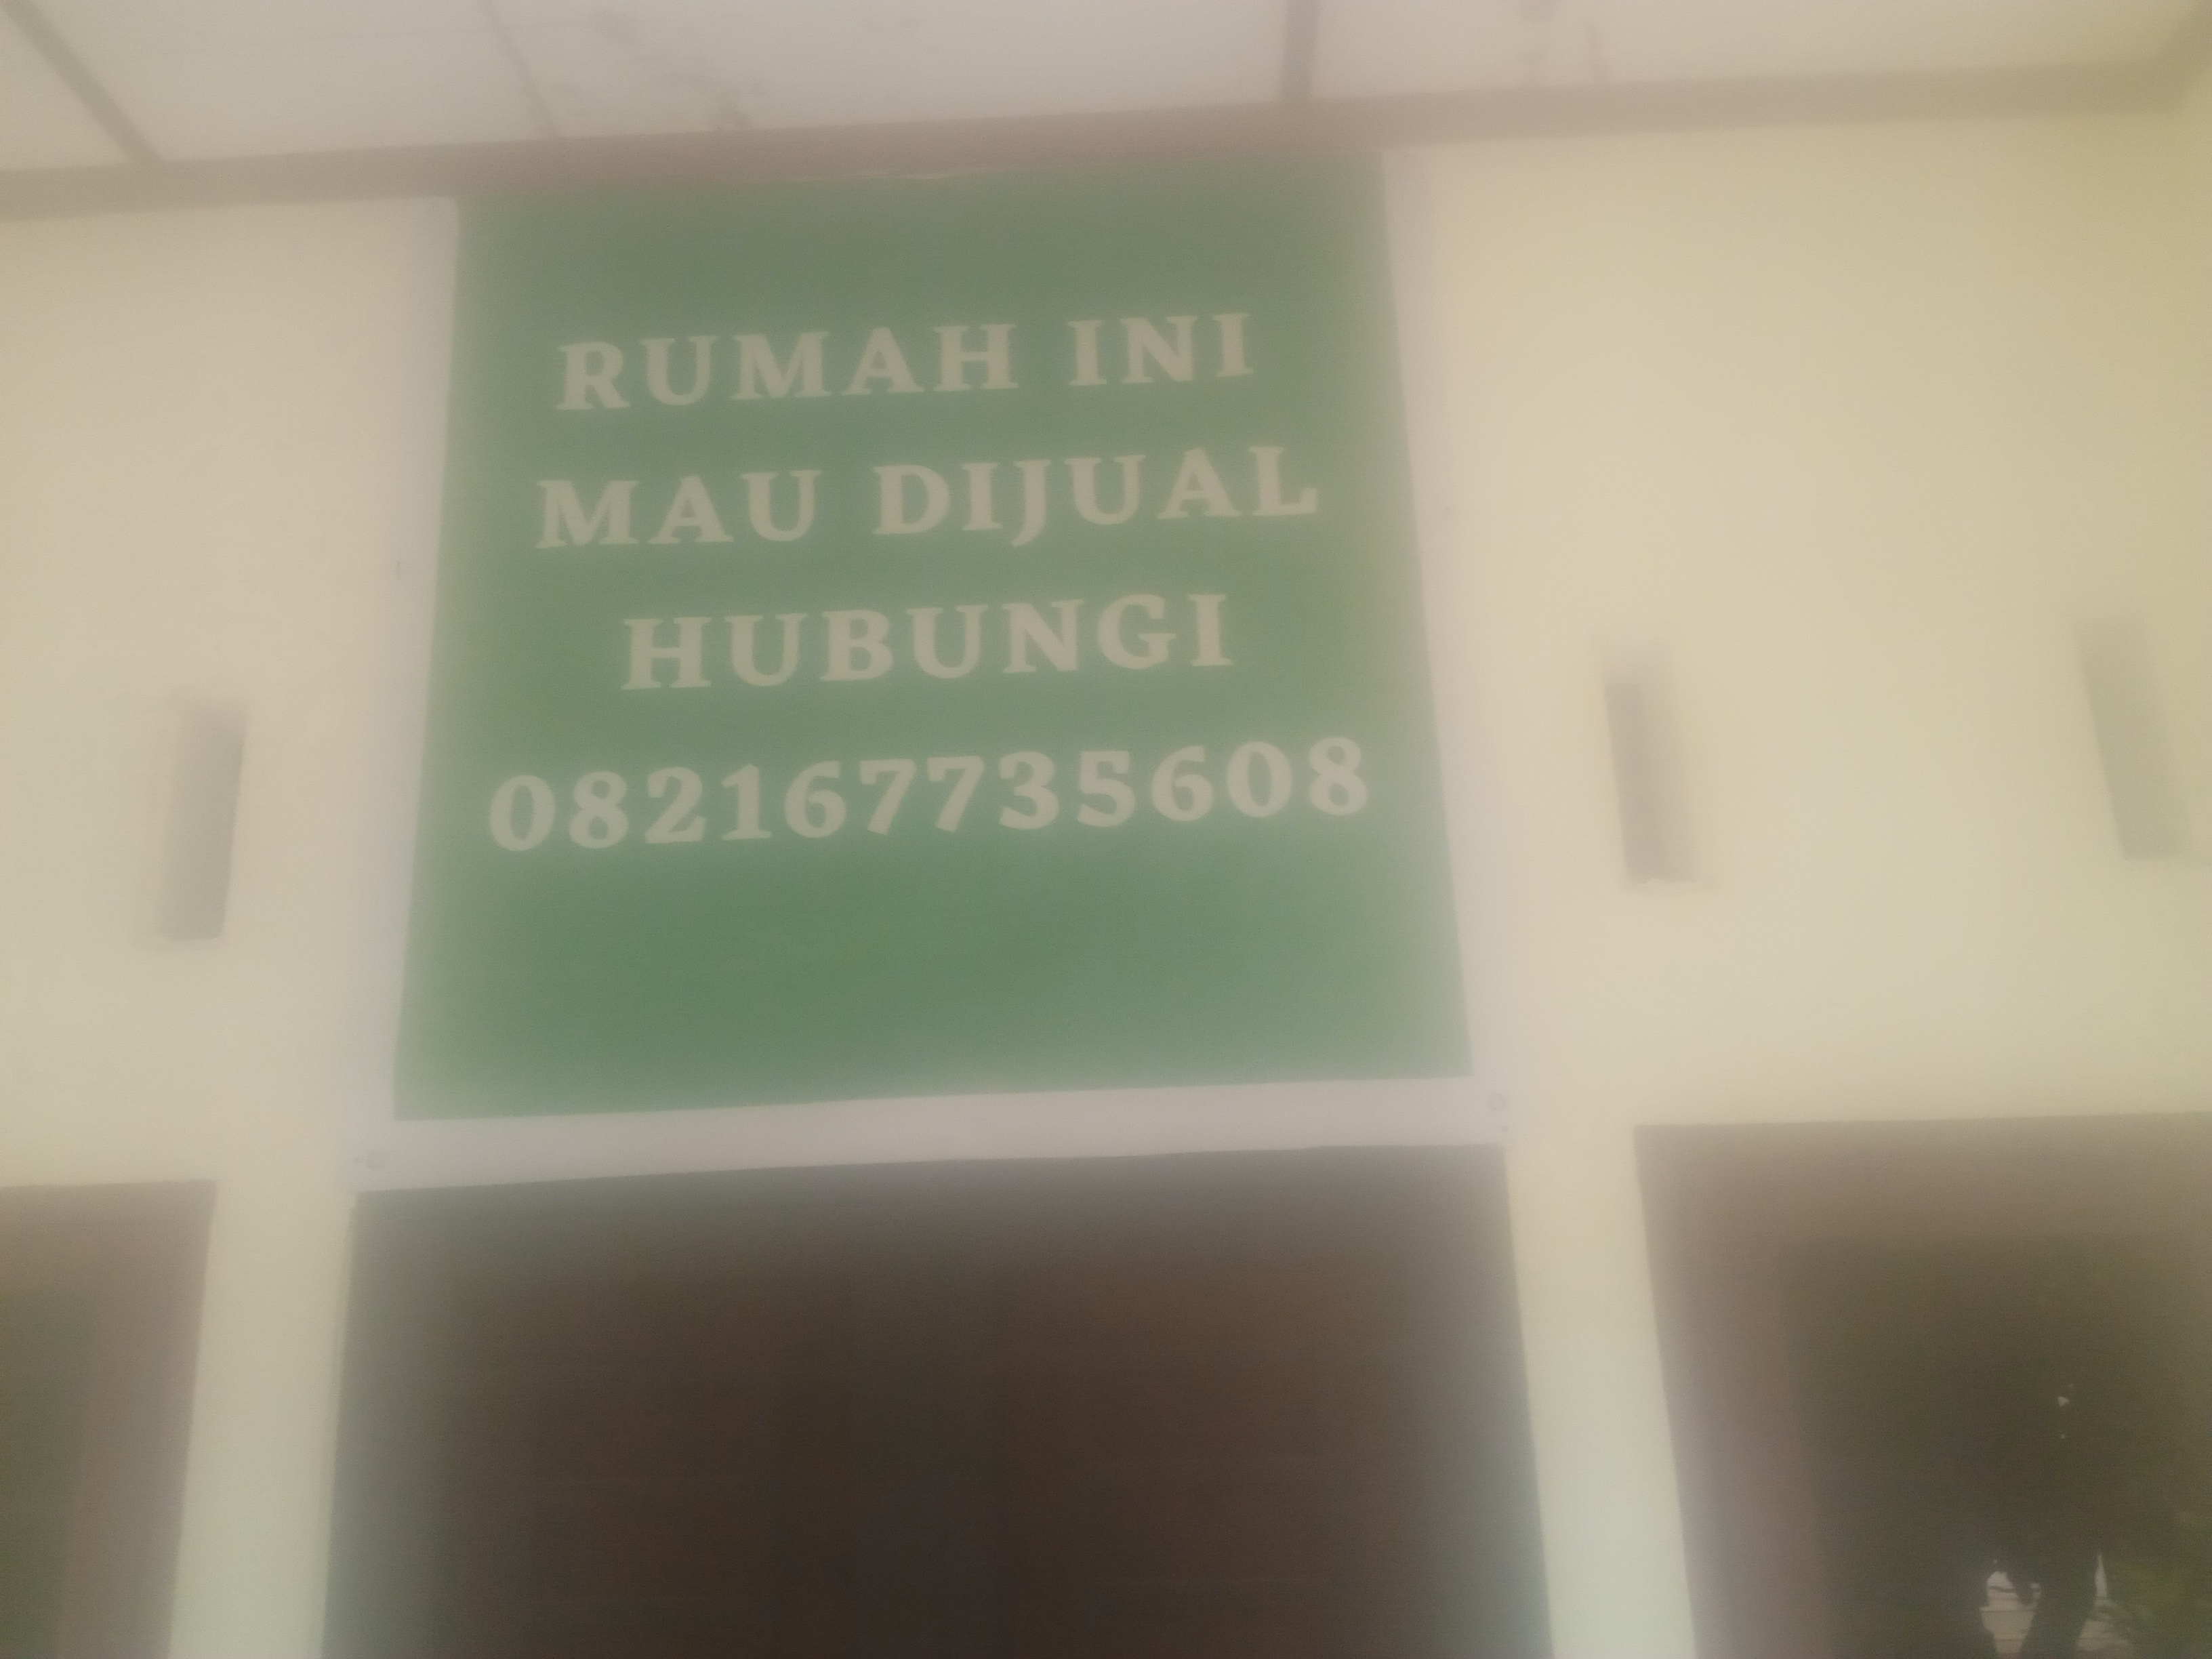 RUMAH INI
MAU DIJUAL
HUBUNGI
082167735608